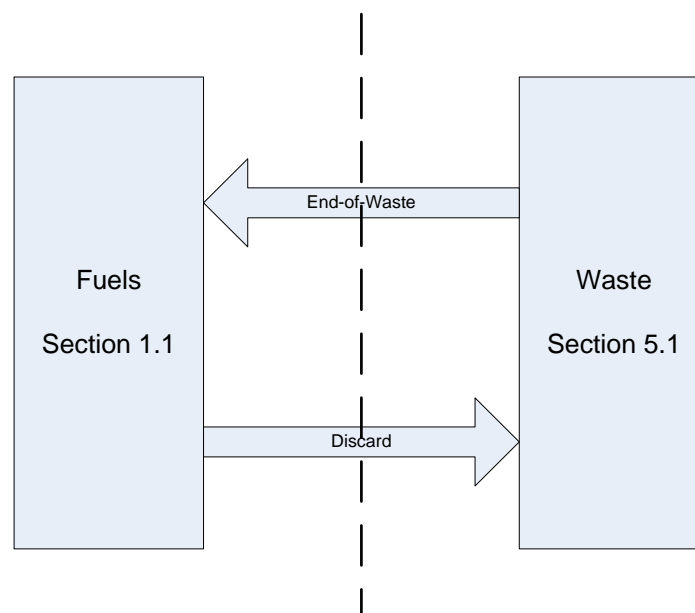 End-of-Waste
Fuels
Section 1.1
Waste
Section 5.1
Discard